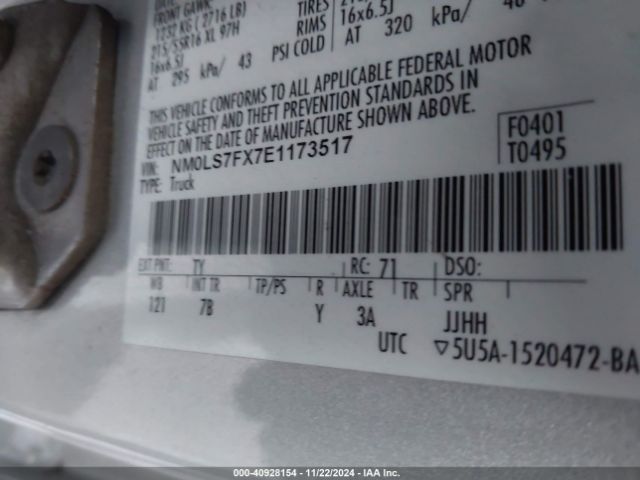 FRONT GAWR:
1232 KG ( 2716 LB)
215/55R16 XL 97H
16x6.5J
AT 295 kPa/ 43 PSI COLD
TIRES
RIMS 16x6.5J
AT 320 kPa/
THIS VEHICLE CONFORMS TO ALL APPLICABLE FEDERAL MOTOR
VEHICLE SAFETY AND THEFT PREVENTION STANDARDS IN
EFFECT ON THE DATE OF MANUFACTURE SHOWN ABOVE.
VIN: NM0LS7FX7E1173517
TYPE: Truck
F0401
T0495
EXT PNT: TY RC: 71 DSO:
WB INT TR TP/PS R AXLE TR SPR
121 7B Y 3A JJHH
UTC ▽5U5A-1520472-BA
000-40928154 - 11/22/2024 - IAA Inc.